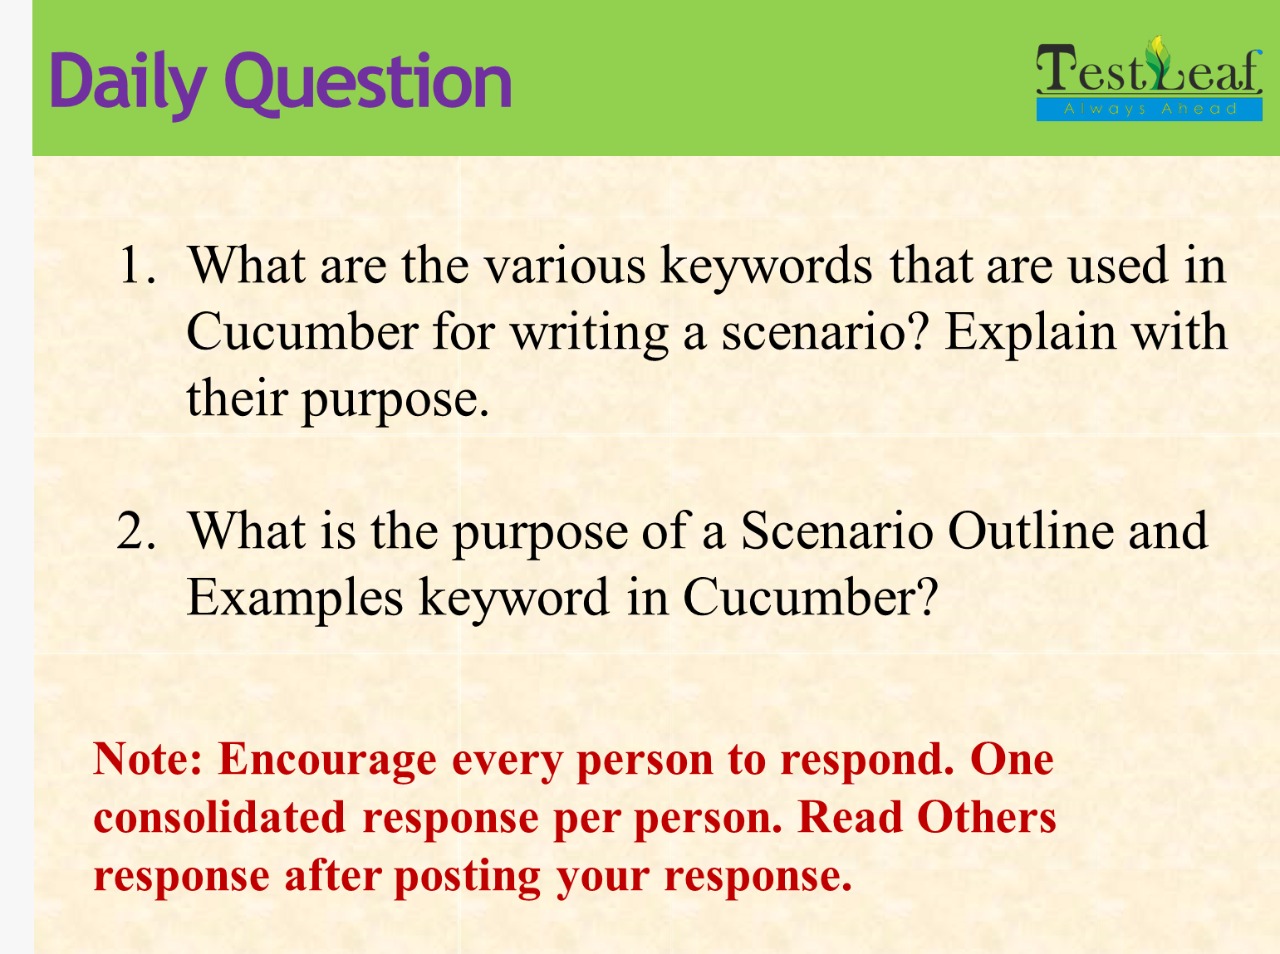 Daily Question
TestLeaf
Always Ahead
1. What are the various keywords that are used in
Cucumber for writing a scenario? Explain with
their purpose.
2. What is the purpose of a Scenario Outline and
Examples keyword in Cucumber?
Note: Encourage every person to respond. One
consolidated response per person. Read Others
response after posting your response.